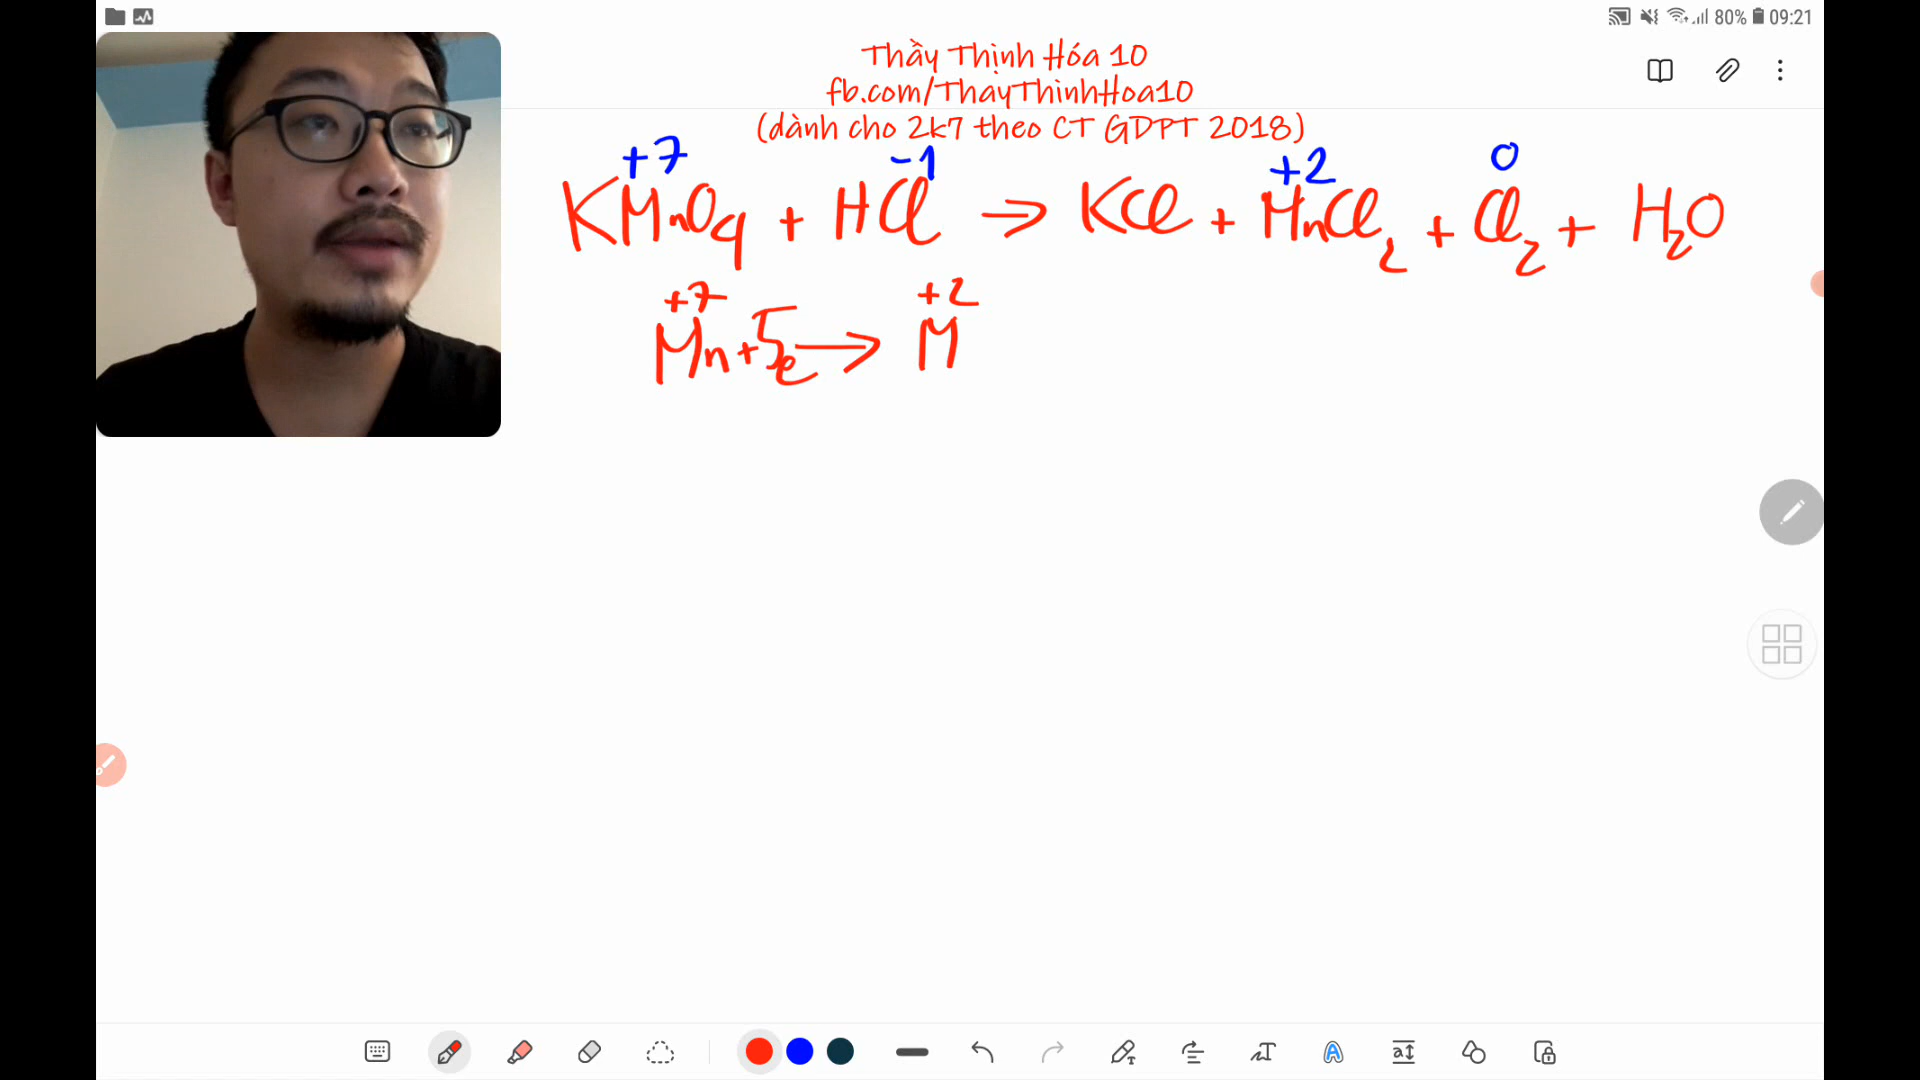 80% 09:21
Thầy Thịnh Hóa 10
fb.com/ThayThinhHoa10
(dành cho 2k7 theo CT GDPT 2018)
+7 -1 +2 0
KMnO4 + HCl → KCl + MnCl2 + Cl2 + H2O
+7 +2
Mn + 5e → M